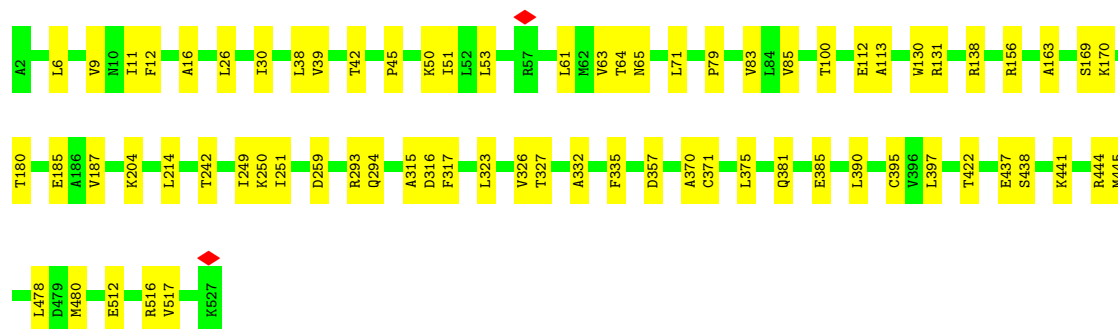 A2 L6 V9 N10 I11 F12 A16 L26 I30 L38 V39 T42 P45 K50 I51 L52 L53 R57 L61 M62 V63 T64 N65 L71 P79 V83 L84 V85 T100 E112 A113 W130 R131 R138 R156 A163 S169 K170
T180 E185 A186 V187 K204 L214 T242 I249 K250 I251 D259 R293 Q294 A315 D316 F317 L323 V326 T327 A332 F335 D357 A370 C371 L375 Q381 E385 L390 C395 V396 L397 T422 E437 S438 K441 R444 M445
L478 D479 M480 E512 R516 V517 K527